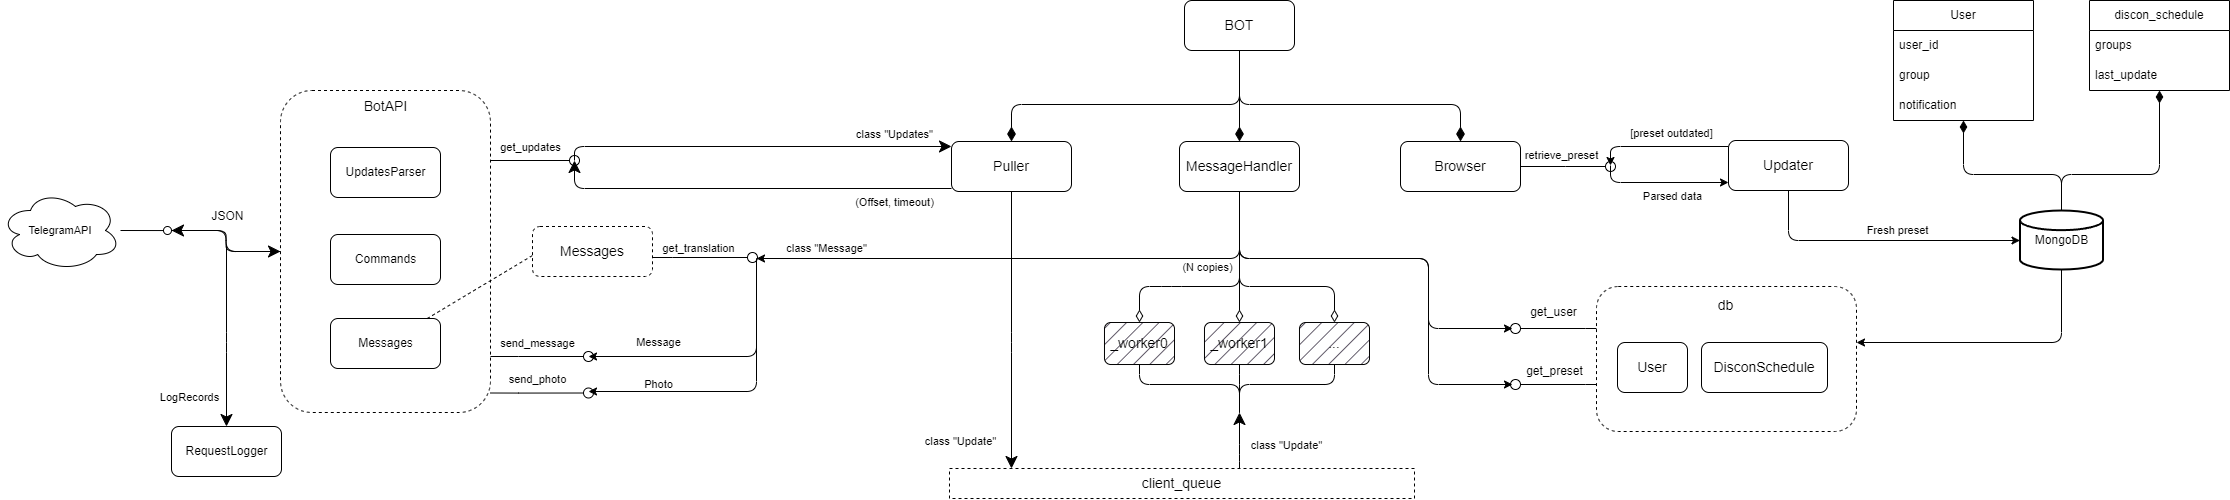 BOT
User
user_id
group
notification
discon_schedule
groups
last_update
BotAPI
UpdatesParser
Commands
Messages
get_updates
class "Updates"
(Offset, timeout)
Puller
MessageHandler
Browser
retrieve_preset
[preset outdated]
Parsed data
Updater
Fresh preset
MongoDB
TelegramAPI
JSON
LogRecords
RequestLogger
Messages
get_translation
class "Message"
send_message
Message
send_photo
Photo
(N copies)
_worker0
_worker1
...
get_user
get_preset
db
User
DisconSchedule
class "Update"
class "Update"
client_queue